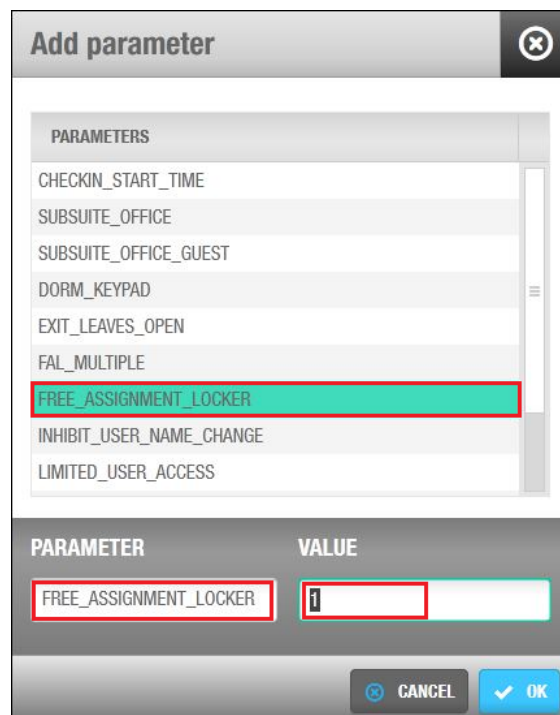 Add parameter
PARAMETERS
CHECKIN_START_TIME
SUBSUITE_OFFICE
SUBSUITE_OFFICE_GUEST
DORM_KEYPAD
EXIT_LEAVES_OPEN
FAL_MULTIPLE
FREE_ASSIGNMENT_LOCKER
INHIBIT_USER_NAME_CHANGE
LIMITED_USER_ACCESS
PARAMETER VALUE
FREE_ASSIGNMENT_LOCKER 1
CANCEL OK